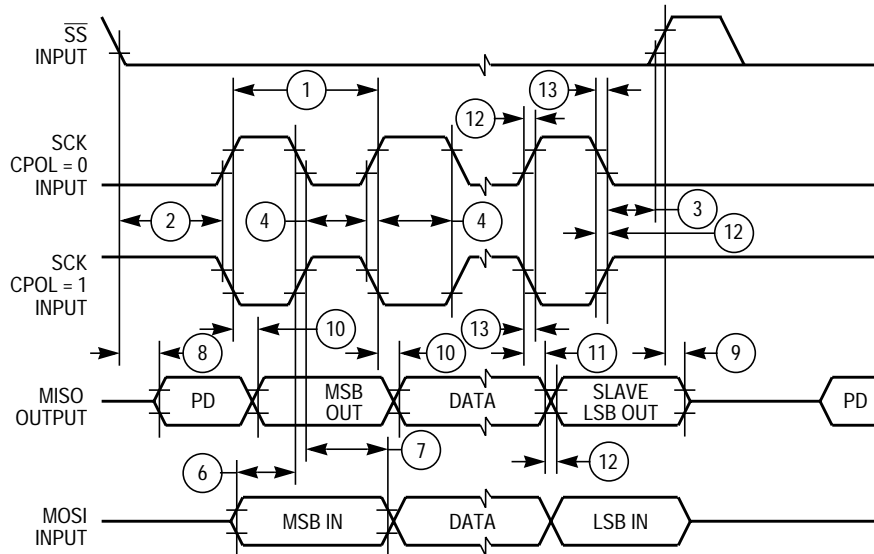 SS
INPUT
1
13
12
SCK
CPOL = 0
INPUT
2
4
4
3
12
SCK
CPOL = 1
INPUT
8
10
13
10
11
9
MISO
OUTPUT
PD
MSB
OUT
DATA
SLAVE
LSB OUT
PD
6
7
12
MOSI
INPUT
MSB IN
DATA
LSB IN